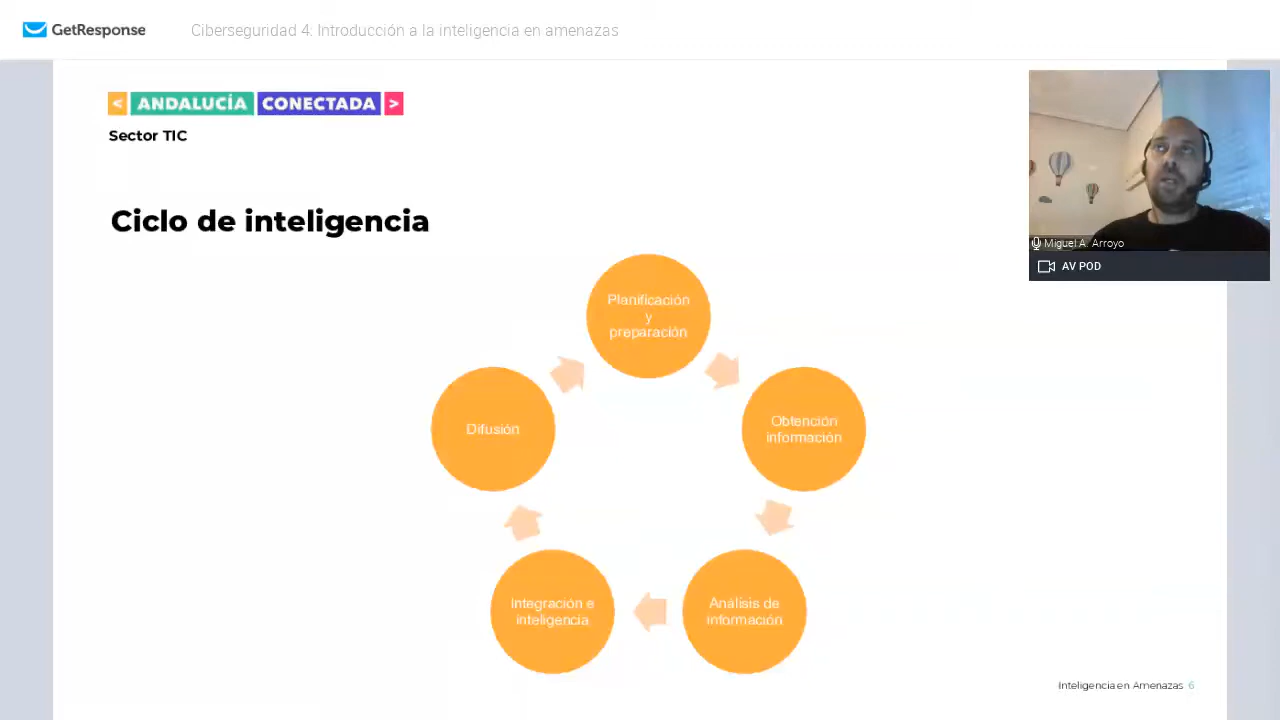 GetResponse
Ciberseguridad 4: Introducción a la inteligencia en amenazas
< ANDALUCÍA CONECTADA >
Sector TIC
Miguel A. Arroyo
AV POD
Ciclo de inteligencia
Planificación
y
preparación
Obtención
información
Análisis de
información
Integración e
inteligencia
Difusión
Inteligencia en Amenazas 6